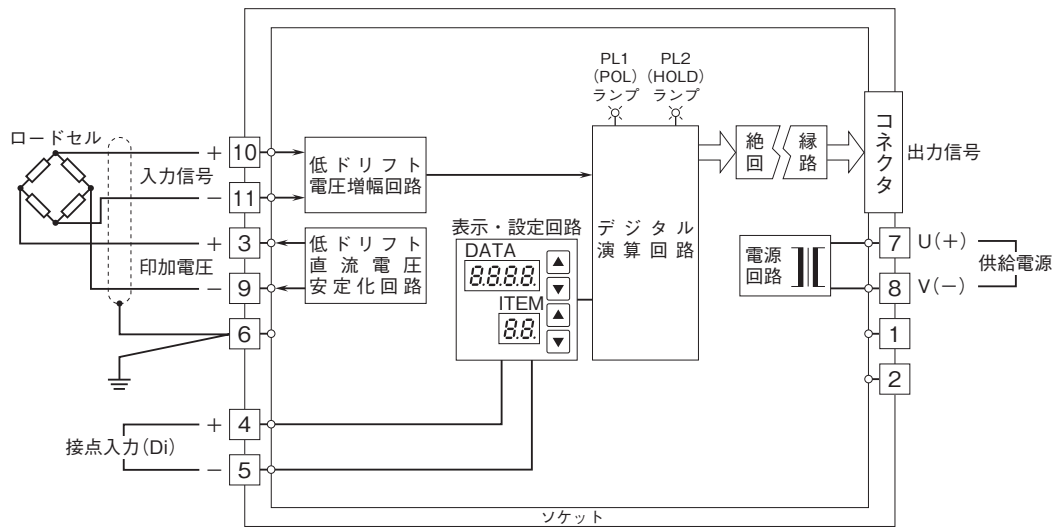 PL1
(POL)
ランプ
PL2
(HOLD)
ランプ
ロードセル
+
10
入力信号
−
11
+
3
印加電圧
−
9
6
低ドリフト
電圧増幅回路
低ドリフト
直流電圧
安定化回路
表示・設定回路
DATA
8.8.8.8.
ITEM
8.8.
▲
▼
▲
▼
デジタル
演算回路
絶縁
回路
コネクタ
出力信号
電源
回路
7
U(+)
供給電源
8
V(−)
1
2
+
4
接点入力(Di)
−
5
ソケット